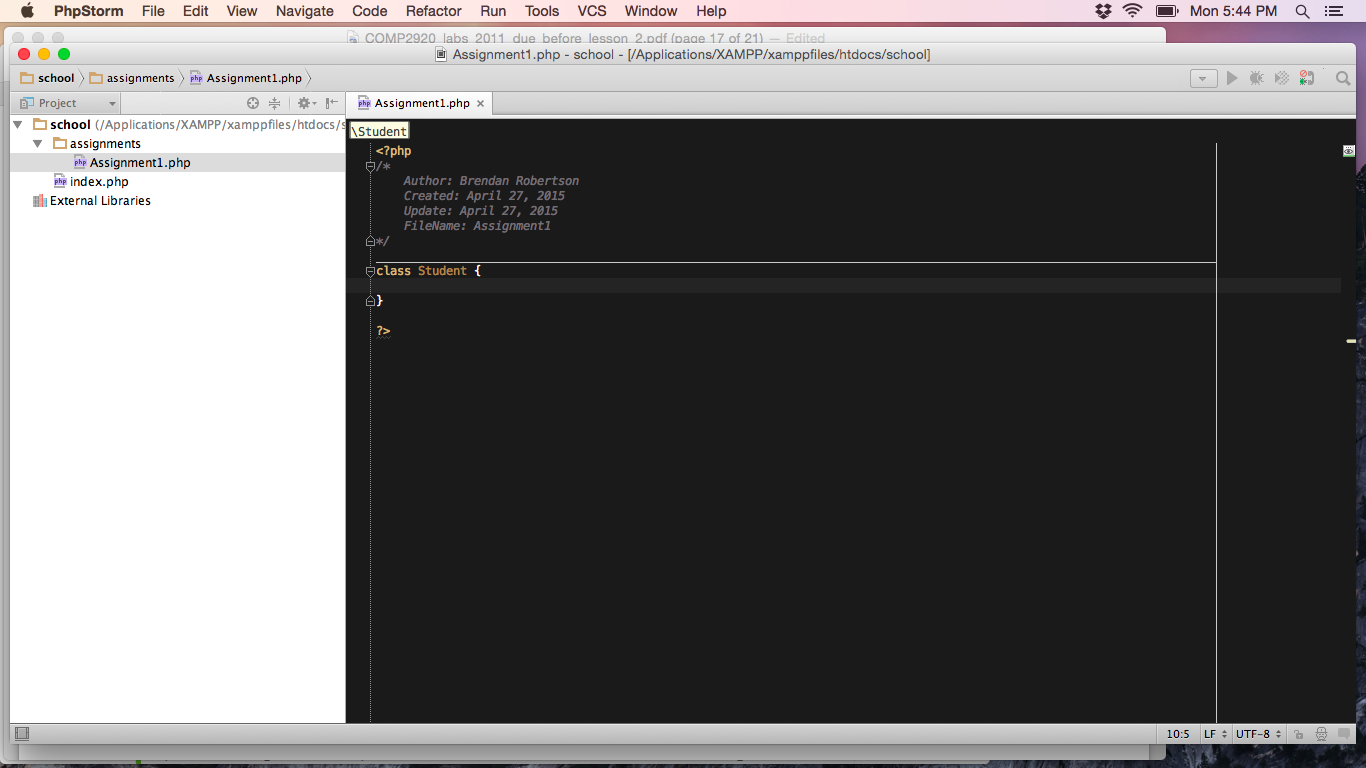 PhpStorm File Edit View Navigate Code Refactor Run Tools VCS Window Help Mon 5:44 PM
COMP2920_labs_2011_due_before_lesson_2.pdf (page 17 of 21) — Edited
Assignment1.php - school - [/Applications/XAMPP/xamppfiles/htdocs/school]
school assignments Assignment1.php
Project
Assignment1.php
school (/Applications/XAMPP/xamppfiles/htdocs/s
assignments
Assignment1.php
index.php
External Libraries
\Student
<?php
/*
Author: Brendan Robertson
Created: April 27, 2015
Update: April 27, 2015
FileName: Assignment1
*/
class Student {
}
?>
10:5 LF UTF-8